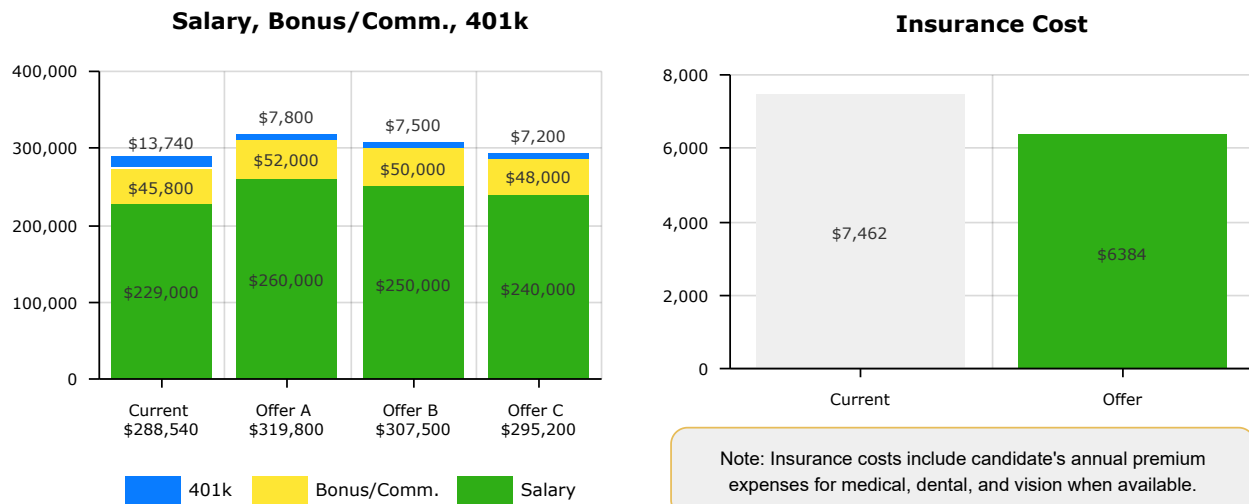 Salary, Bonus/Comm., 401k
400,000
300,000
200,000
100,000
0
$13,740
$45,800
$229,000
$7,800
$52,000
$260,000
$7,500
$50,000
$250,000
$7,200
$48,000
$240,000
Current
$288,540
Offer A
$319,800
Offer B
$307,500
Offer C
$295,200
401k
Bonus/Comm.
Salary
Insurance Cost
8,000
6,000
4,000
2,000
0
$7,462
$6384
Current
Offer
Note: Insurance costs include candidate's annual premium
expenses for medical, dental, and vision when available.